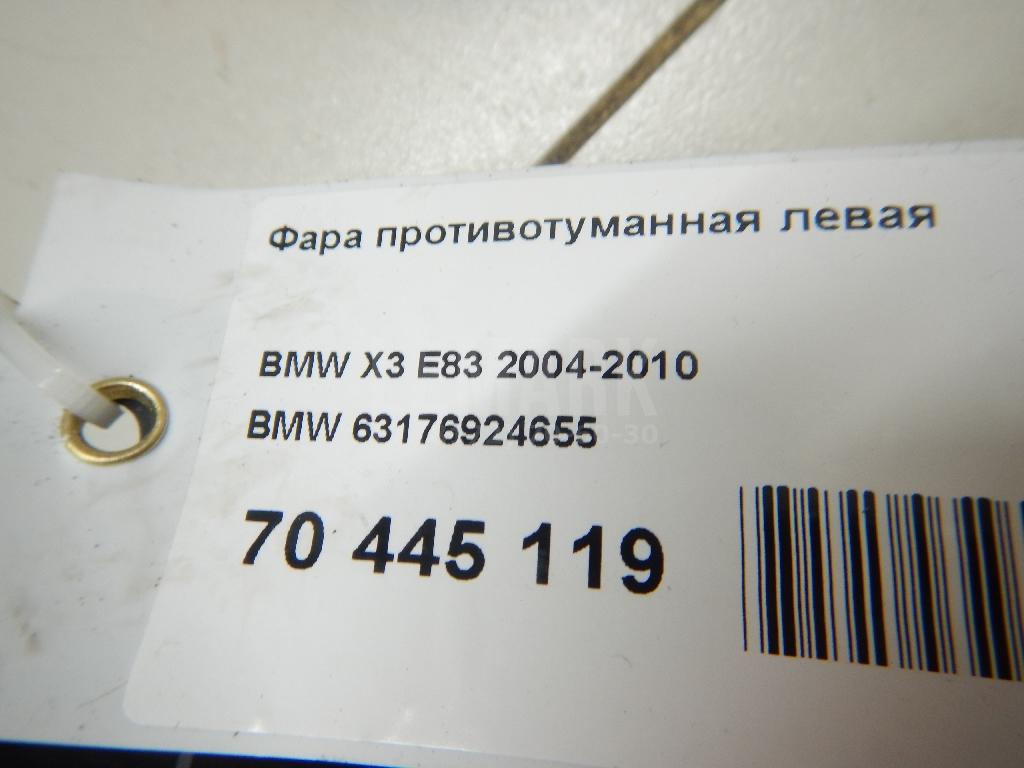 Фара противотуманная левая
BMW X3 E83 2004-2010
BMW 63176924655
70 445 119